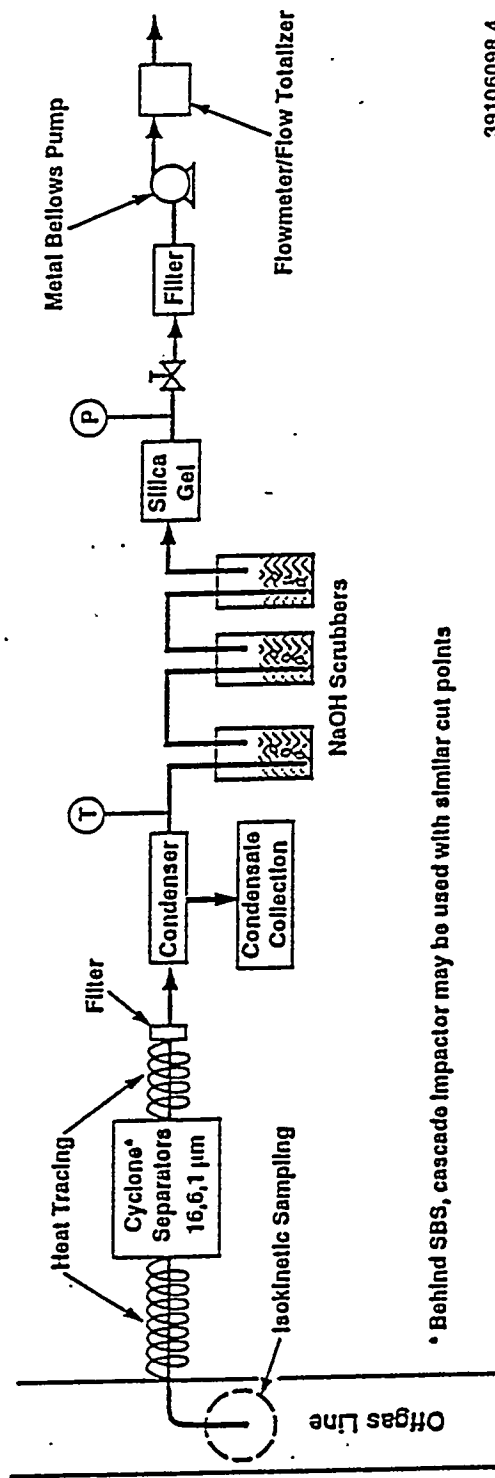 Offgas Line
Isokinetic Sampling
Heat Tracing
Cyclone*
Separators
16,6,1 µm
Filter
Condenser
Condensate
Collection
T
NaOH Scrubbers
Silica
Gel
P
Filter
Metal Bellows Pump
Flowmeter/Flow Totalizer
* Behind SBS, cascade impactor may be used with similar cut points
39106098.4